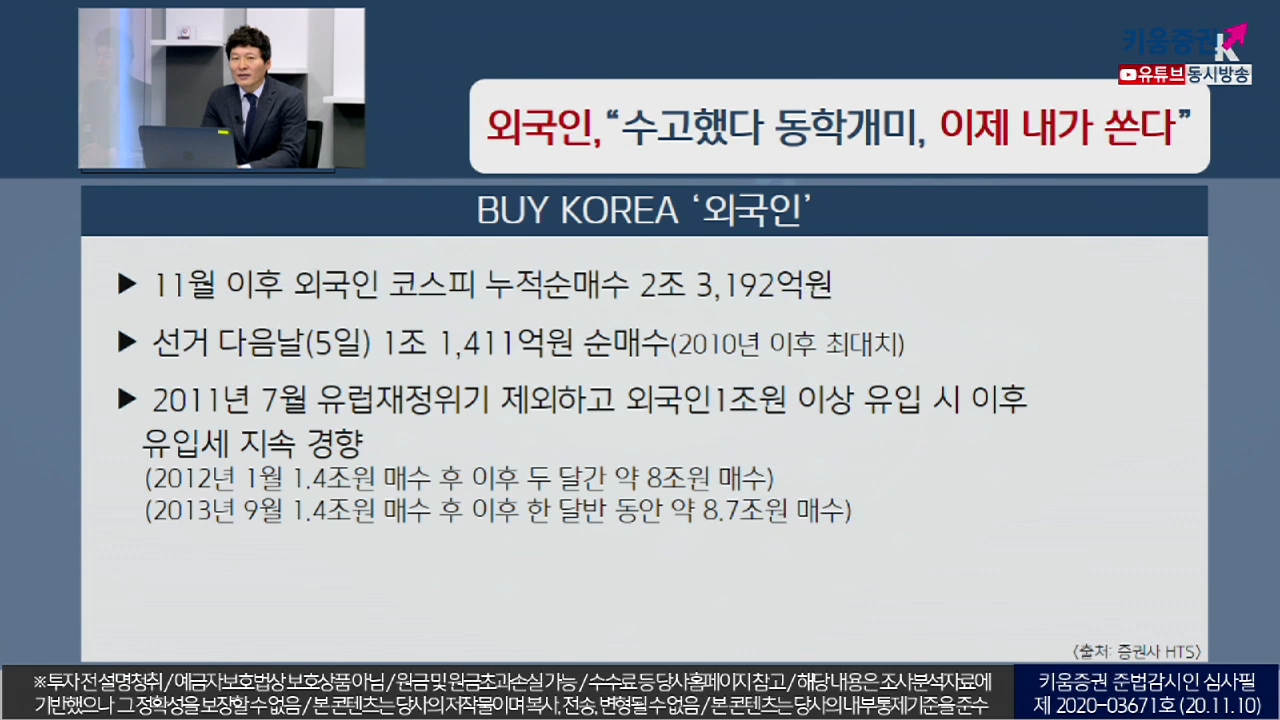 키움증권
유튜브 동시방송
외국인, “수고했다 동학개미, 이제 내가 쏜다”
BUY KOREA ‘외국인’
▶ 11월 이후 외국인 코스피 누적순매수 2조 3,192억원
▶ 선거 다음날(5일) 1조 1,411억원 순매수(2010년 이후 최대치)
▶ 2011년 7월 유럽재정위기 제외하고 외국인1조원 이상 유입 시 이후
유입세 지속 경향
(2012년 1월 1.4조원 매수 후 이후 두 달간 약 8조원 매수)
(2013년 9월 1.4조원 매수 후 이후 한 달반 동안 약 8.7조원 매수)
〈출처: 증권사 HTS〉
※ 투자 전 설명청취 / 예금자보호법상 보호상품 아님 / 원금 및 원금초과손실 가능 / 수수료 등 당사홈페이지 참고 / 해당 내용은 조사분석자료에
기반했으나 그 정확성을 보장할 수 없음 / 본 콘텐츠는 당사의 저작물이며 복사, 전송, 변형될 수 없음 / 본 콘텐츠는 당사의 내부통제기준을 준수
키움증권 준법감시인 심사필
제 2020-03671호 (20.11.10)